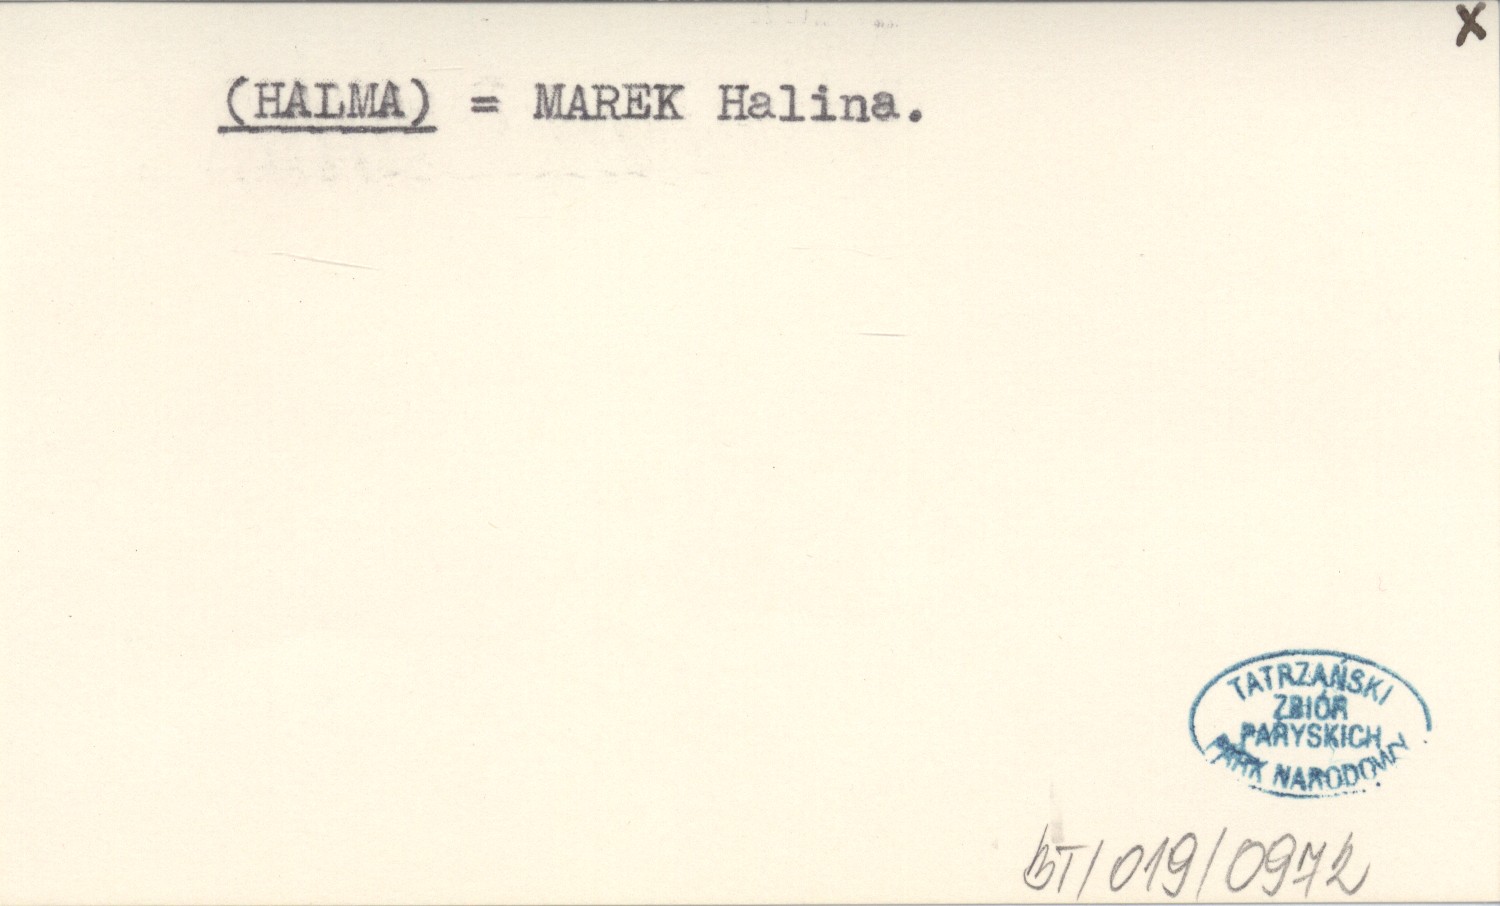 X
(HALMA) = MAREK Halina.
TATRZAŃSKI
ZBIÓR
PARYSKICH
PARK NARODOWY
BT/019/0972